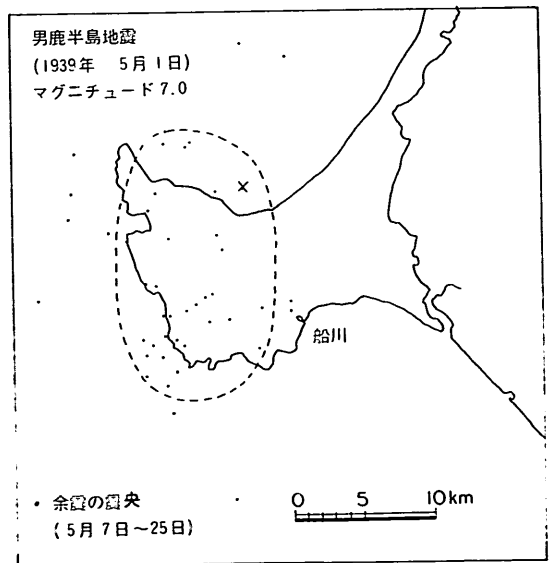 男鹿半島地震
(1939年 5月1日)
マグニチュード 7.0
船川
・余震の震央
(5月7日〜25日)
0 5 10km